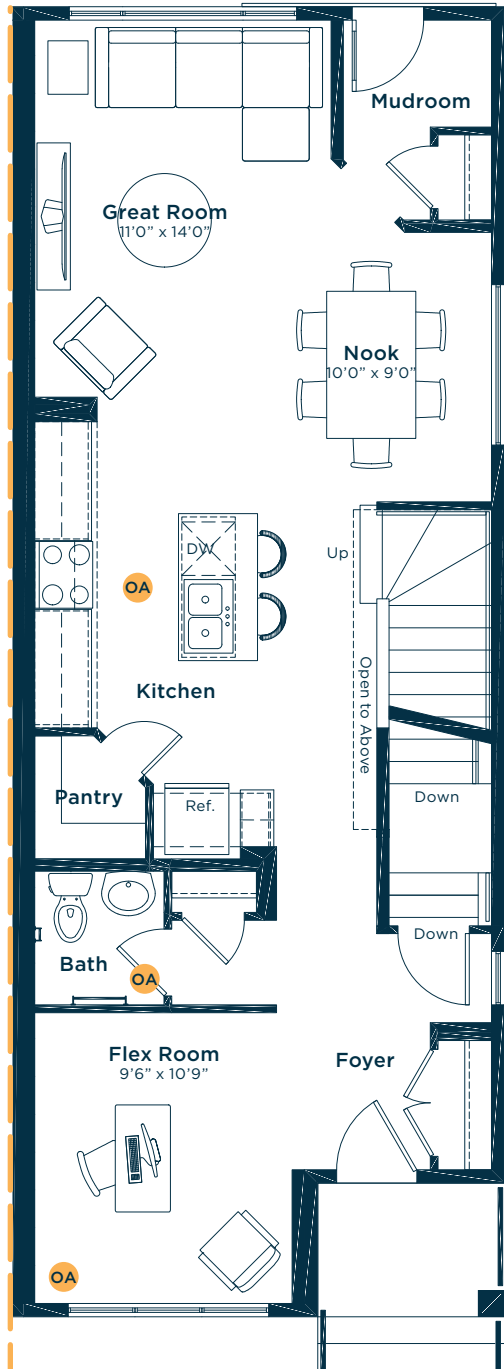 Mudroom
Great Room
11'0" x 14'0"
Nook
10'0" x 9'0"
DW
Up
OA
Kitchen
Open to Above
Pantry
Ref.
Down
Down
Bath
OA
Flex Room
9'6" x 10'9"
Foyer
OA